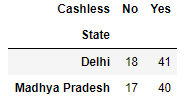 Cashless No Yes
State
Delhi 18 41
Madhya Pradesh 17 40